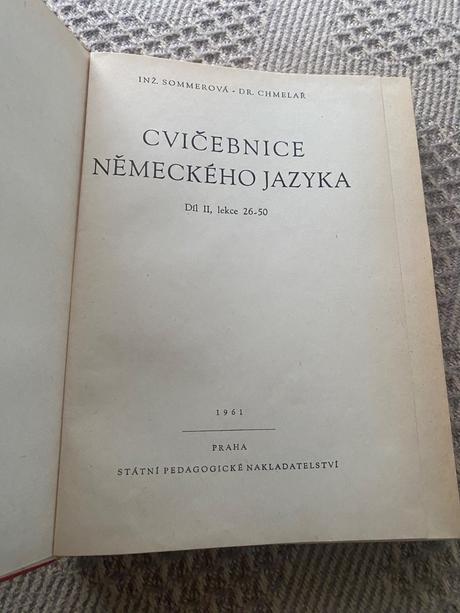 INŽ. SOMMEROVÁ - DR. CHMELAŘ
CVIČEBNICE
NĚMECKÉHO JAZYKA
Díl II, lekce 26-50
1961
PRAHA
STÁTNÍ PEDAGOGICKÉ NAKLADATELSTVÍ